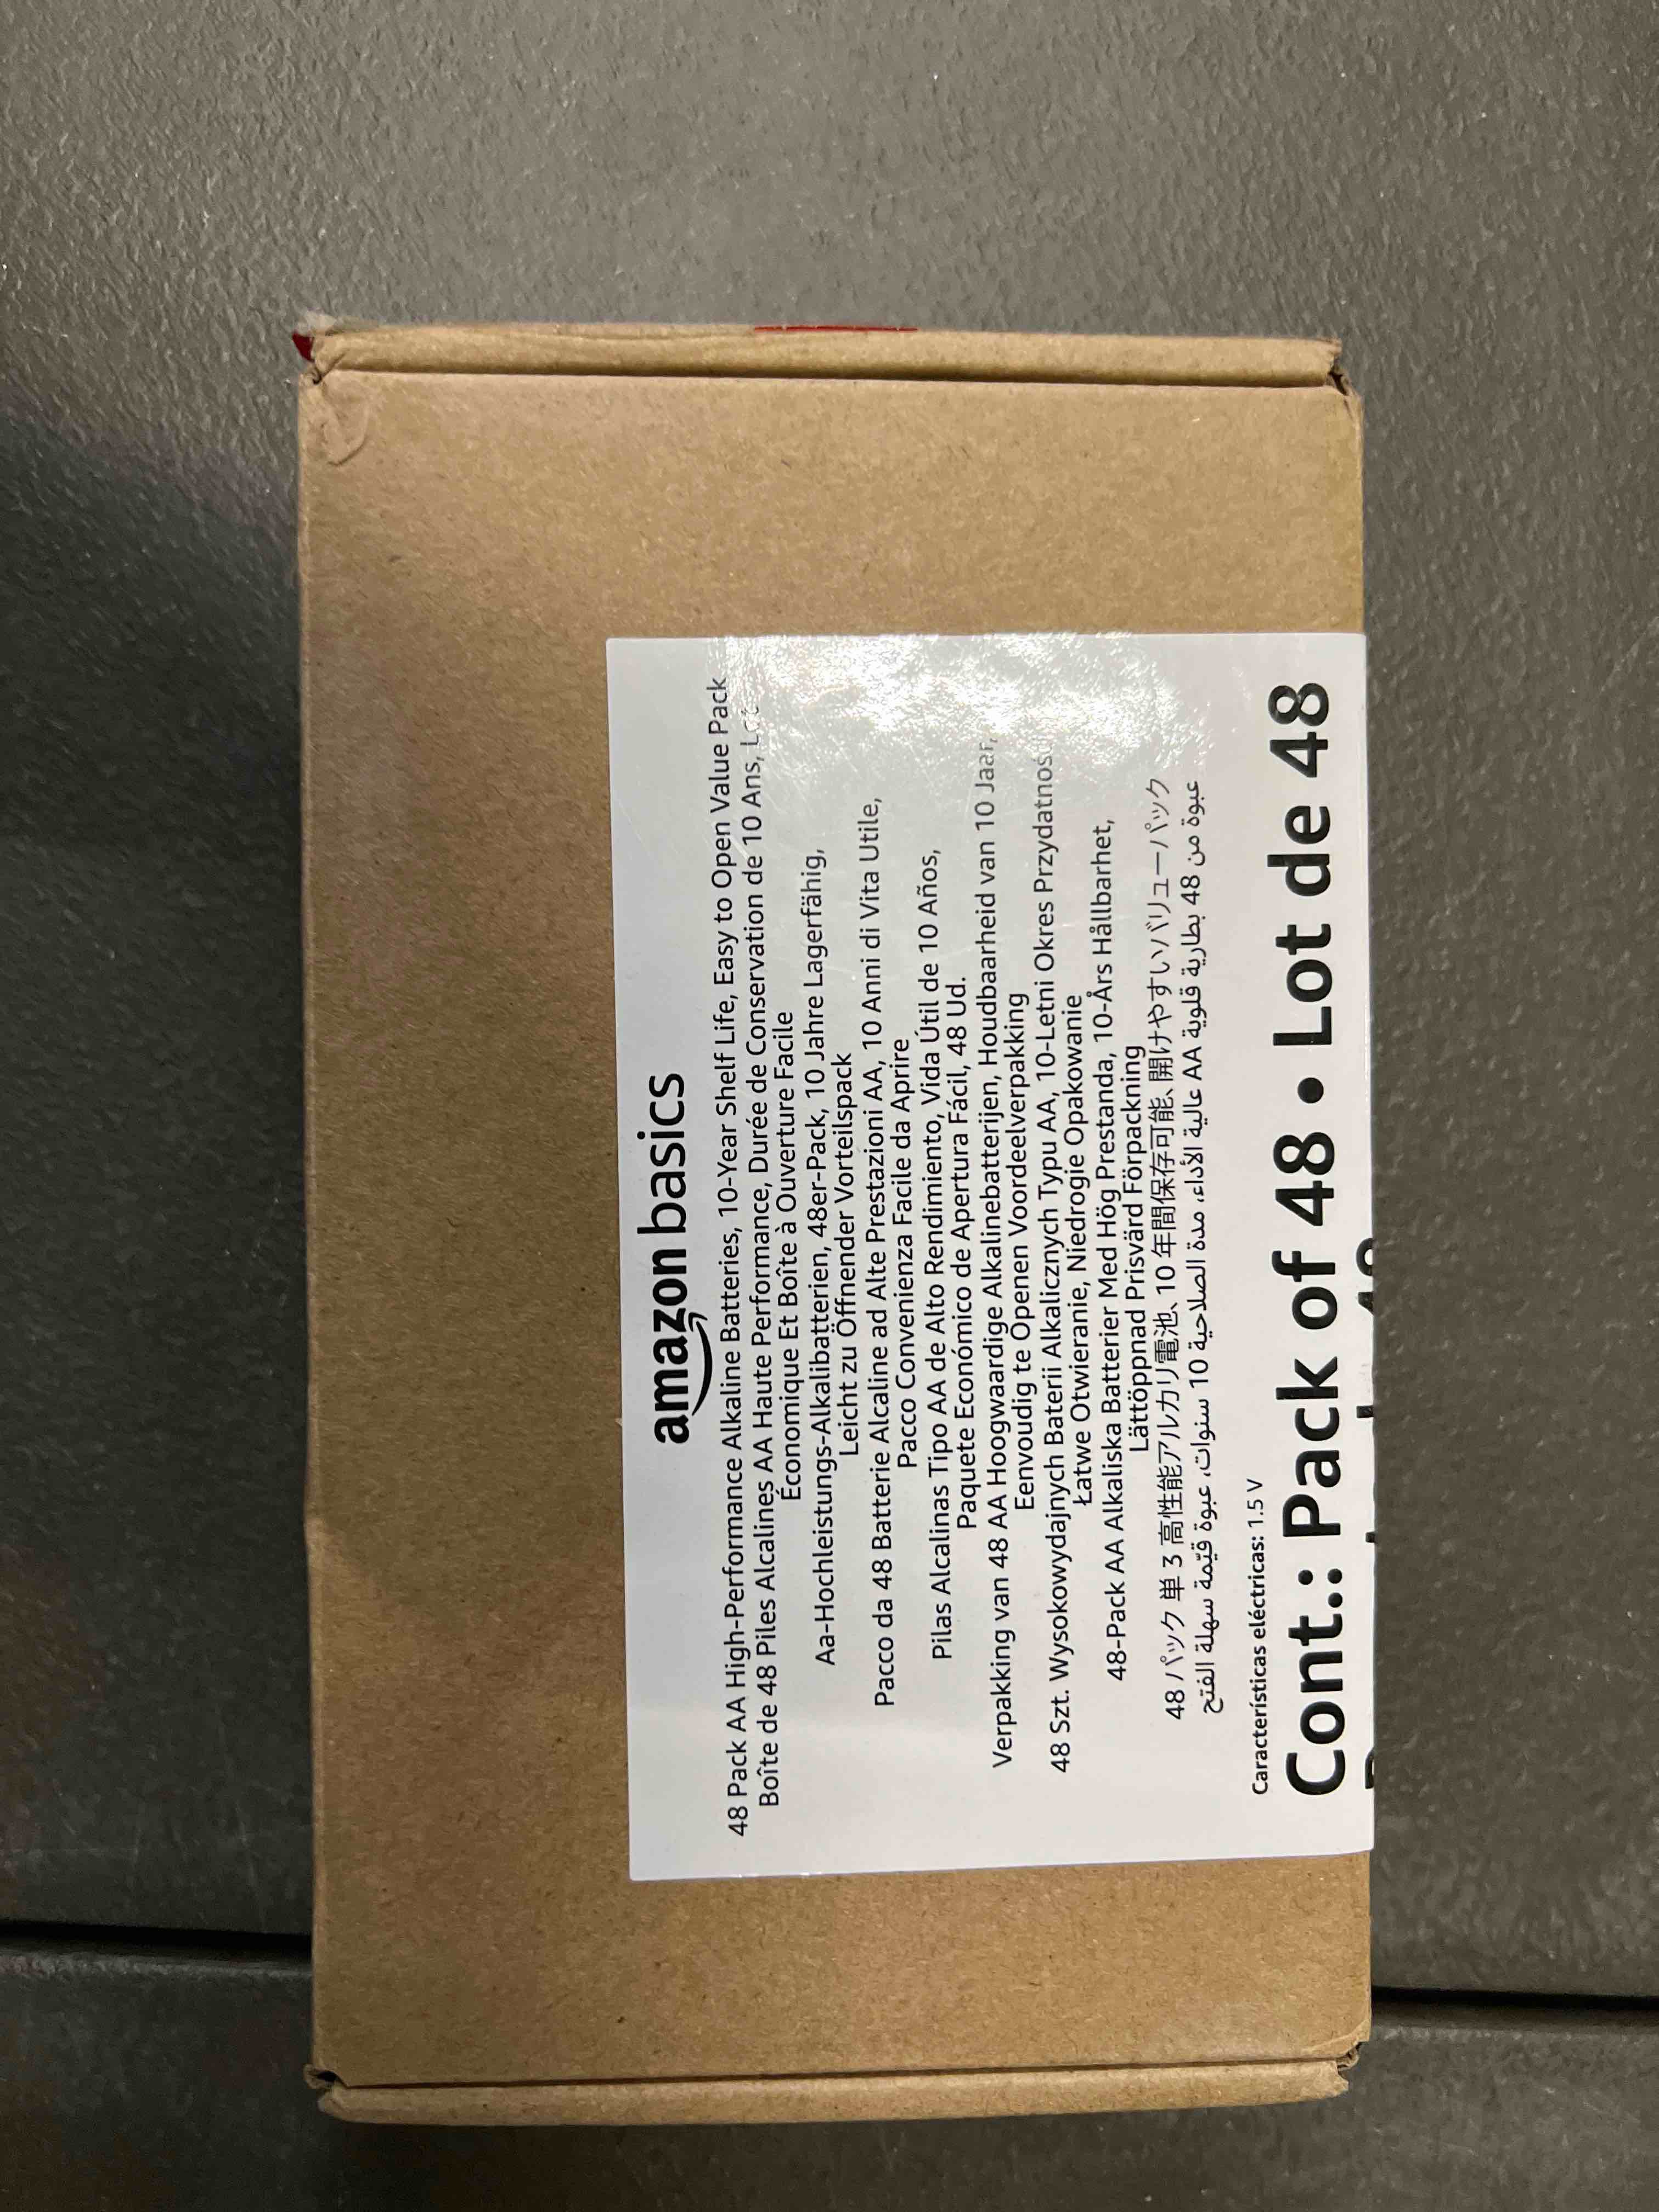 amazon basics
48 Pack AA High-Performance Alkaline Batteries, 10-Year Shelf Life, Easy to Open Value Pack
Boîte de 48 Piles Alcalines AA Haute Performance, Durée de Conservation de 10 Ans,
Économique Et Boîte à Ouverture Facile
Aa-Hochleistungs-Alkalibatterien, 48er-Pack, 10 Jahre Lagerfähig,
Leicht zu Öffnender Vorteilspack
Pacco da 48 Batterie Alcaline ad Alte Prestazioni AA, 10 Anni di Vita Utile,
Pacco Convenienza Facile da Aprire
Pilas Alcalinas Tipo AA de Alto Rendimiento, Vida Útil de 10 Años,
Paquete Económico de Apertura Fácil, 48 Ud.
Verpakking van 48 AA Hoogwaardige Alkalinebatterijen, Houdbaarheid van 10 Jaar,
Eenvoudig te Openen Voordeelverpakking
48 Szt. Wysokowydajnych Baterii Alkalicznych Typu AA, 10-Letni Okres
Łatwe Otwieranie, Niedrogie Opakowanie
48-Pack AA Alkaliska Batterier Med Hög Prestanda, 10-Års Hållbarhet,
Lättöppnad Prisvärd Förpackning
48 パック 単 3 高性能アルカリ電池、10 年間保存可能、開けやすいバリューパック
عبوة من 48 بطارية قلوية AA عالية الأداء، مدة الصلاحية 10 سنوات، عبوة قيّمة سهلة الفتح
Características eléctricas: 1.5 V
Cont.: Pack of 48 • Lot de 48